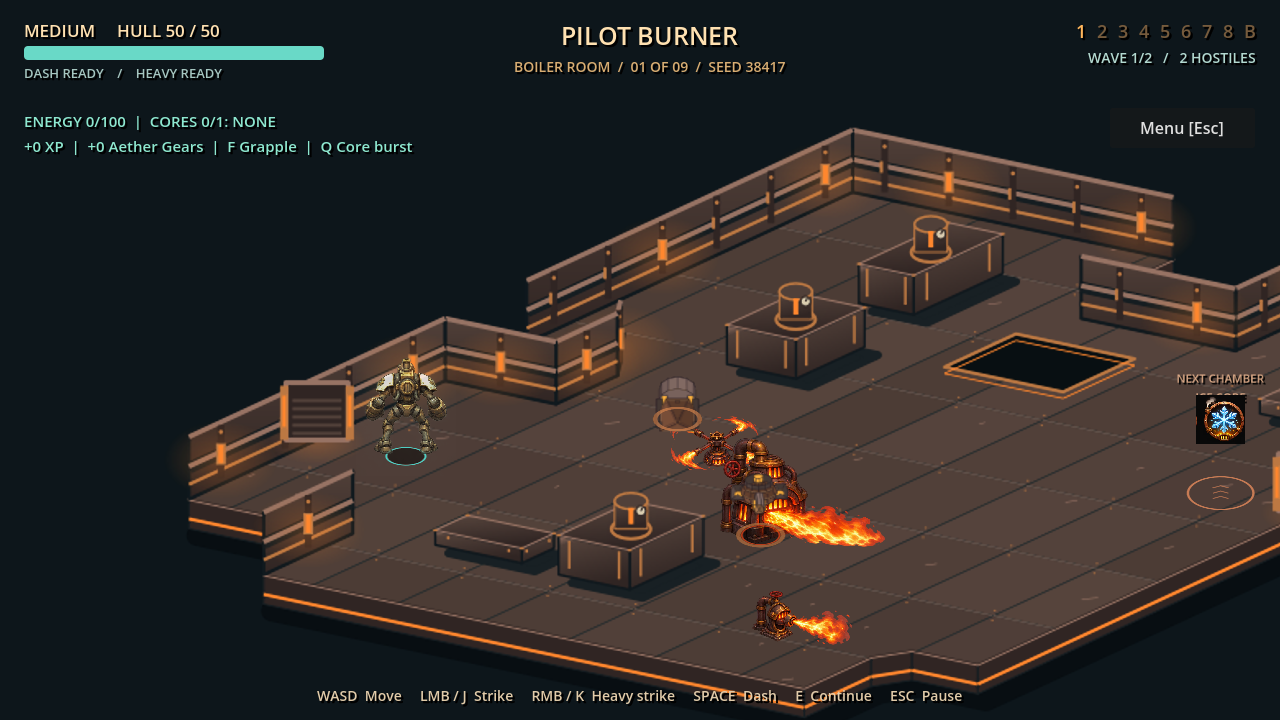 MEDIUM HULL 50 / 50
DASH READY / HEAVY READY
ENERGY 0/100 | CORES 0/1: NONE
+0 XP | +0 Aether Gears | F Grapple | Q Core burst
PILOT BURNER
BOILER ROOM / 01 OF 09 / SEED 38417
1 2 3 4 5 6 7 8 B
WAVE 1/2 / 2 HOSTILES
Menu [Esc]
NEXT CHAMBER
WASD Move LMB / J Strike RMB / K Heavy strike SPACE Dash E Continue ESC Pause